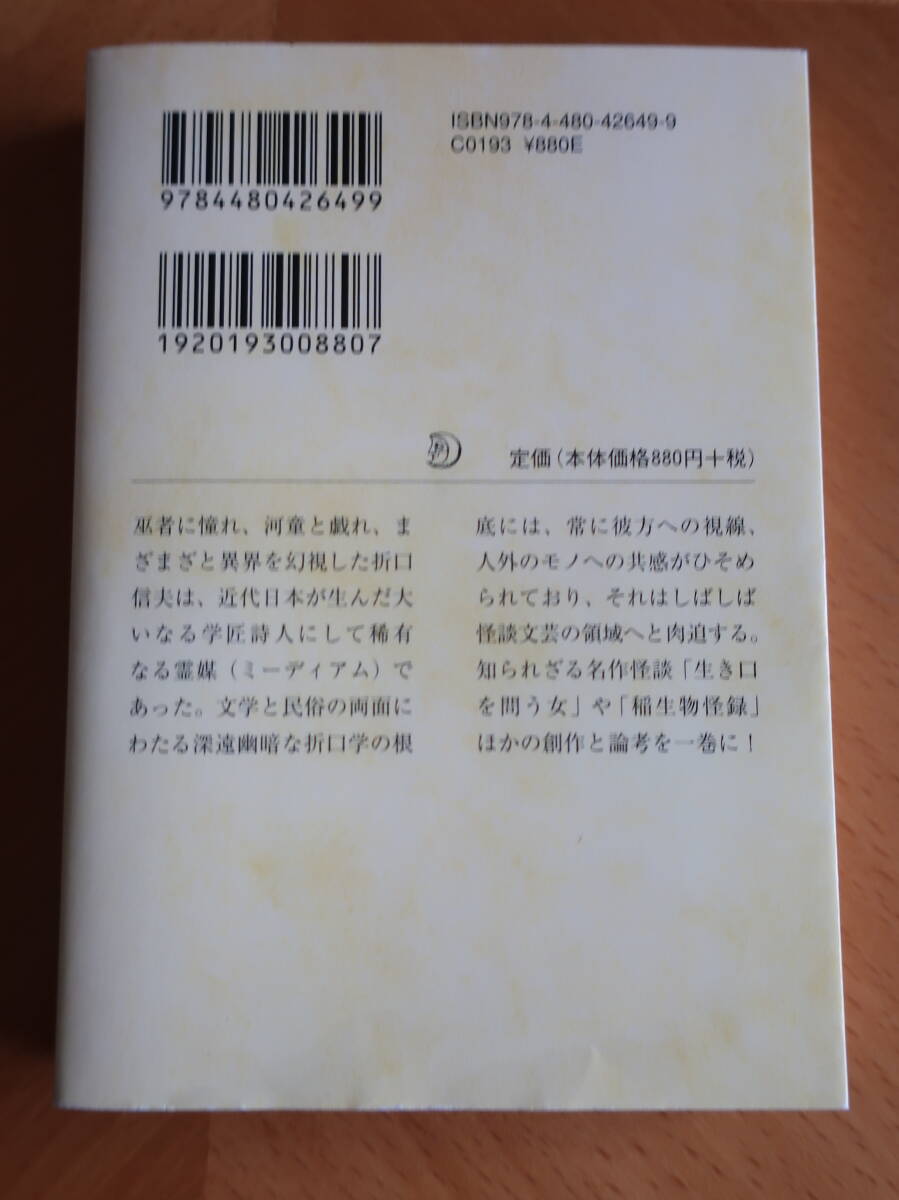 ISBN978-4-480-42649-9
C0193 ¥880E
9784480426499
1920193008807
定価(本体価格880円+税)
巫者に憧れ、河童と戯れ、ま
ざまざと異界を幻視した折口
信夫は、近代日本が生んだ大
いなる学匠詩人にして稀有
なる霊媒（ミーディアム）で
あった。文学と民俗の両面に
わたる深遠幽暗な折口学の根
底には、常に彼方への視線、
人外のモノへの共感がひそめ
られており、それはしばしば
怪談文芸の領域へと肉迫する。
知られざる名作怪談「生き口
を問う女」や「稲生物怪録」
ほかの創作と論考を一巻に！